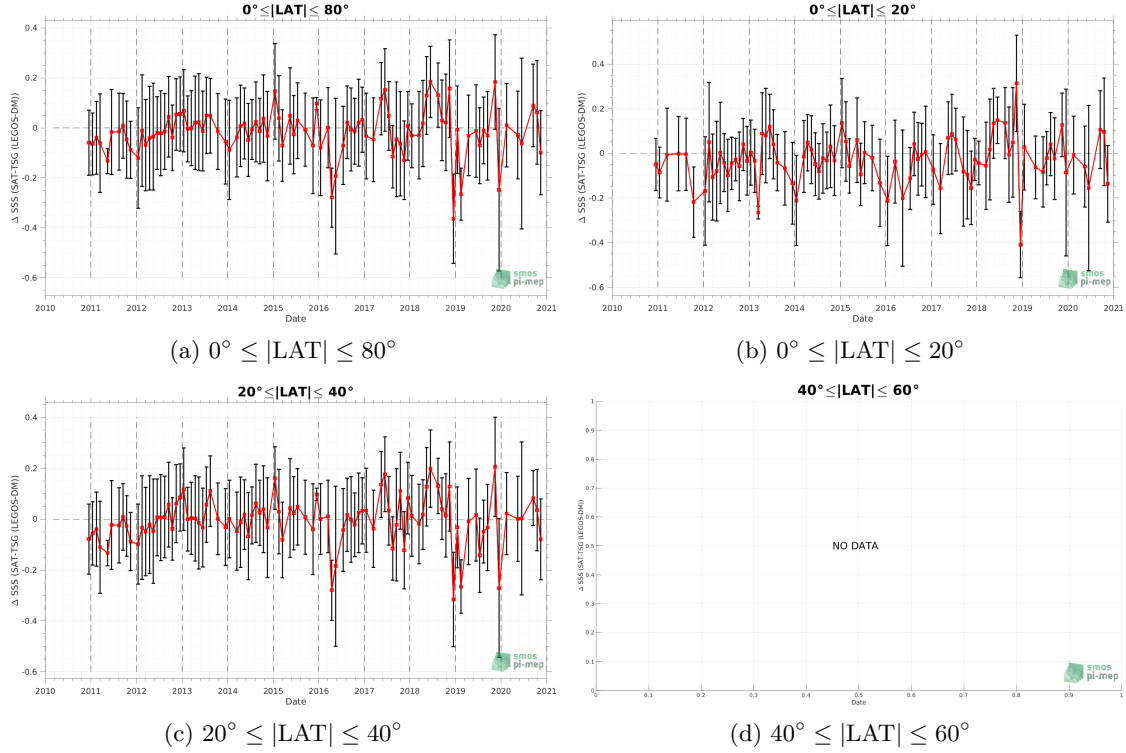 0°≤|LAT|≤ 80°
Δ SSS (SAT-TSG (LEGOS-DM))
0.4
0.2
0
-0.2
-0.4
-0.6
2010 2011 2012 2013 2014 2015 2016 2017 2018 2019 2020 2021
Date
smos
pi-mep
(a) 0° ≤ |LAT| ≤ 80°
0°≤|LAT|≤ 20°
Δ SSS (SAT-TSG (LEGOS-DM))
0.6
0.4
0.2
0
-0.2
-0.4
-0.6
2010 2011 2012 2013 2014 2015 2016 2017 2018 2019 2020 2021
Date
smos
pi-mep
(b) 0° ≤ |LAT| ≤ 20°
20°≤|LAT|≤ 40°
Δ SSS (SAT-TSG (LEGOS-DM))
0.4
0.2
0
-0.2
-0.4
-0.6
2010 2011 2012 2013 2014 2015 2016 2017 2018 2019 2020 2021
Date
smos
pi-mep
(c) 20° ≤ |LAT| ≤ 40°
40°≤|LAT|≤ 60°
Δ SSS (SAT-TSG (LEGOS-DM))
1
0.9
0.8
0.7
0.6
0.5
0.4
0.3
0.2
0.1
0
NO DATA
0 0.1 0.2 0.3 0.4 0.5 0.6 0.7 0.8 0.9 1
Date
smos
pi-mep
(d) 40° ≤ |LAT| ≤ 60°